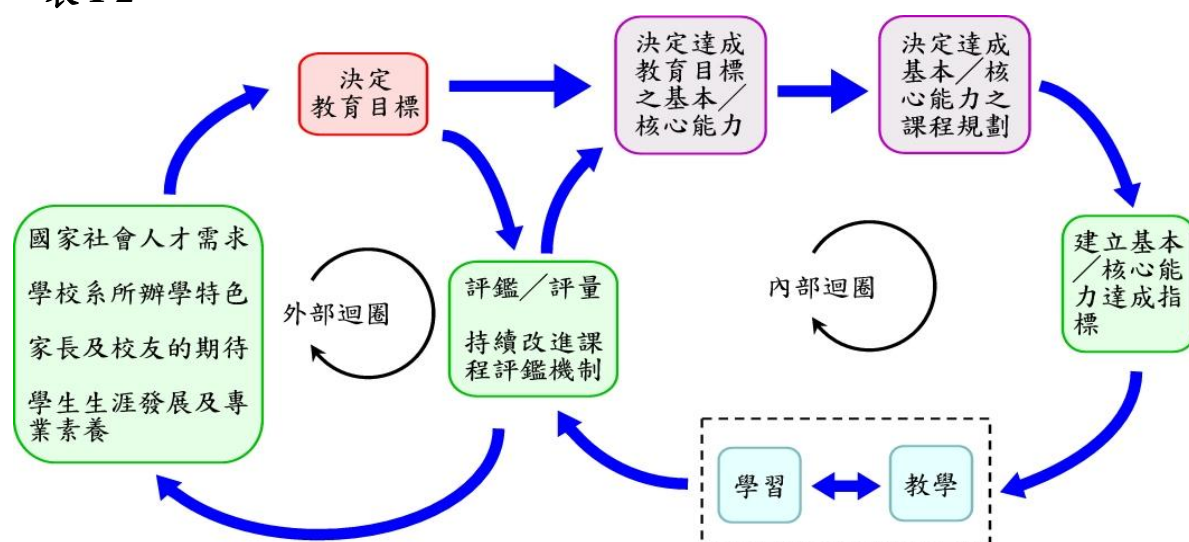 決定
教育目標
決定達成
教育目標
之基本／
核心能力
決定達成
基本／核
心能力之
課程規劃
國家社會人才需求
學校系所辦學特色
家長及校友的期待
學生生涯發展及專
業素養
外部迴圈
評鑑／評量
持續改進課
程評鑑機制
內部迴圈
建立基本
／核心能
力達成指
標
學習
教學